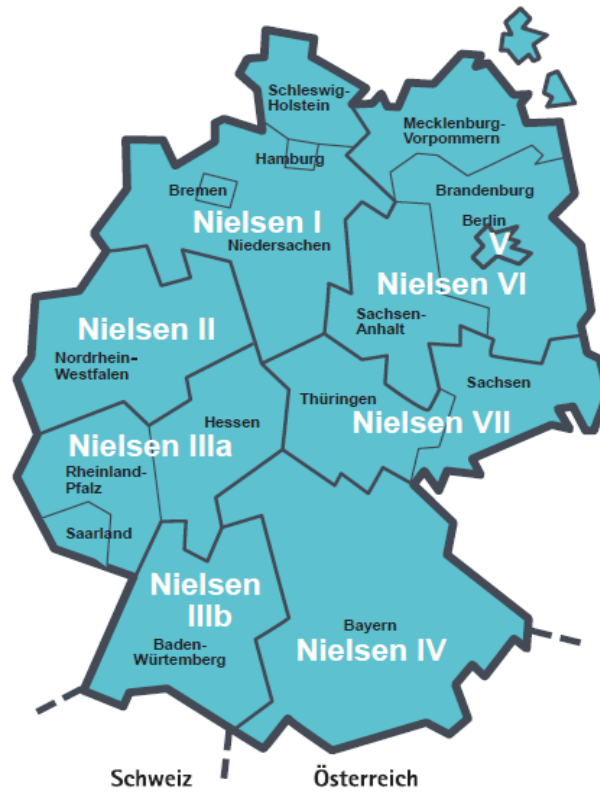 Schleswig-
Holstein
Mecklenburg-
Vorpommern
Hamburg
Bremen
Brandenburg
Nielsen I
Berlin
Niedersachen
V
Nielsen VI
Sachsen-
Anhalt
Nielsen II
Nordrhein-
Westfalen
Sachsen
Thüringen
Nielsen VII
Hessen
Nielsen IIIa
Rheinland-
Pfalz
Saarland
Nielsen
IIIb
Baden-
Würtemberg
Bayern
Nielsen IV
Schweiz
Österreich